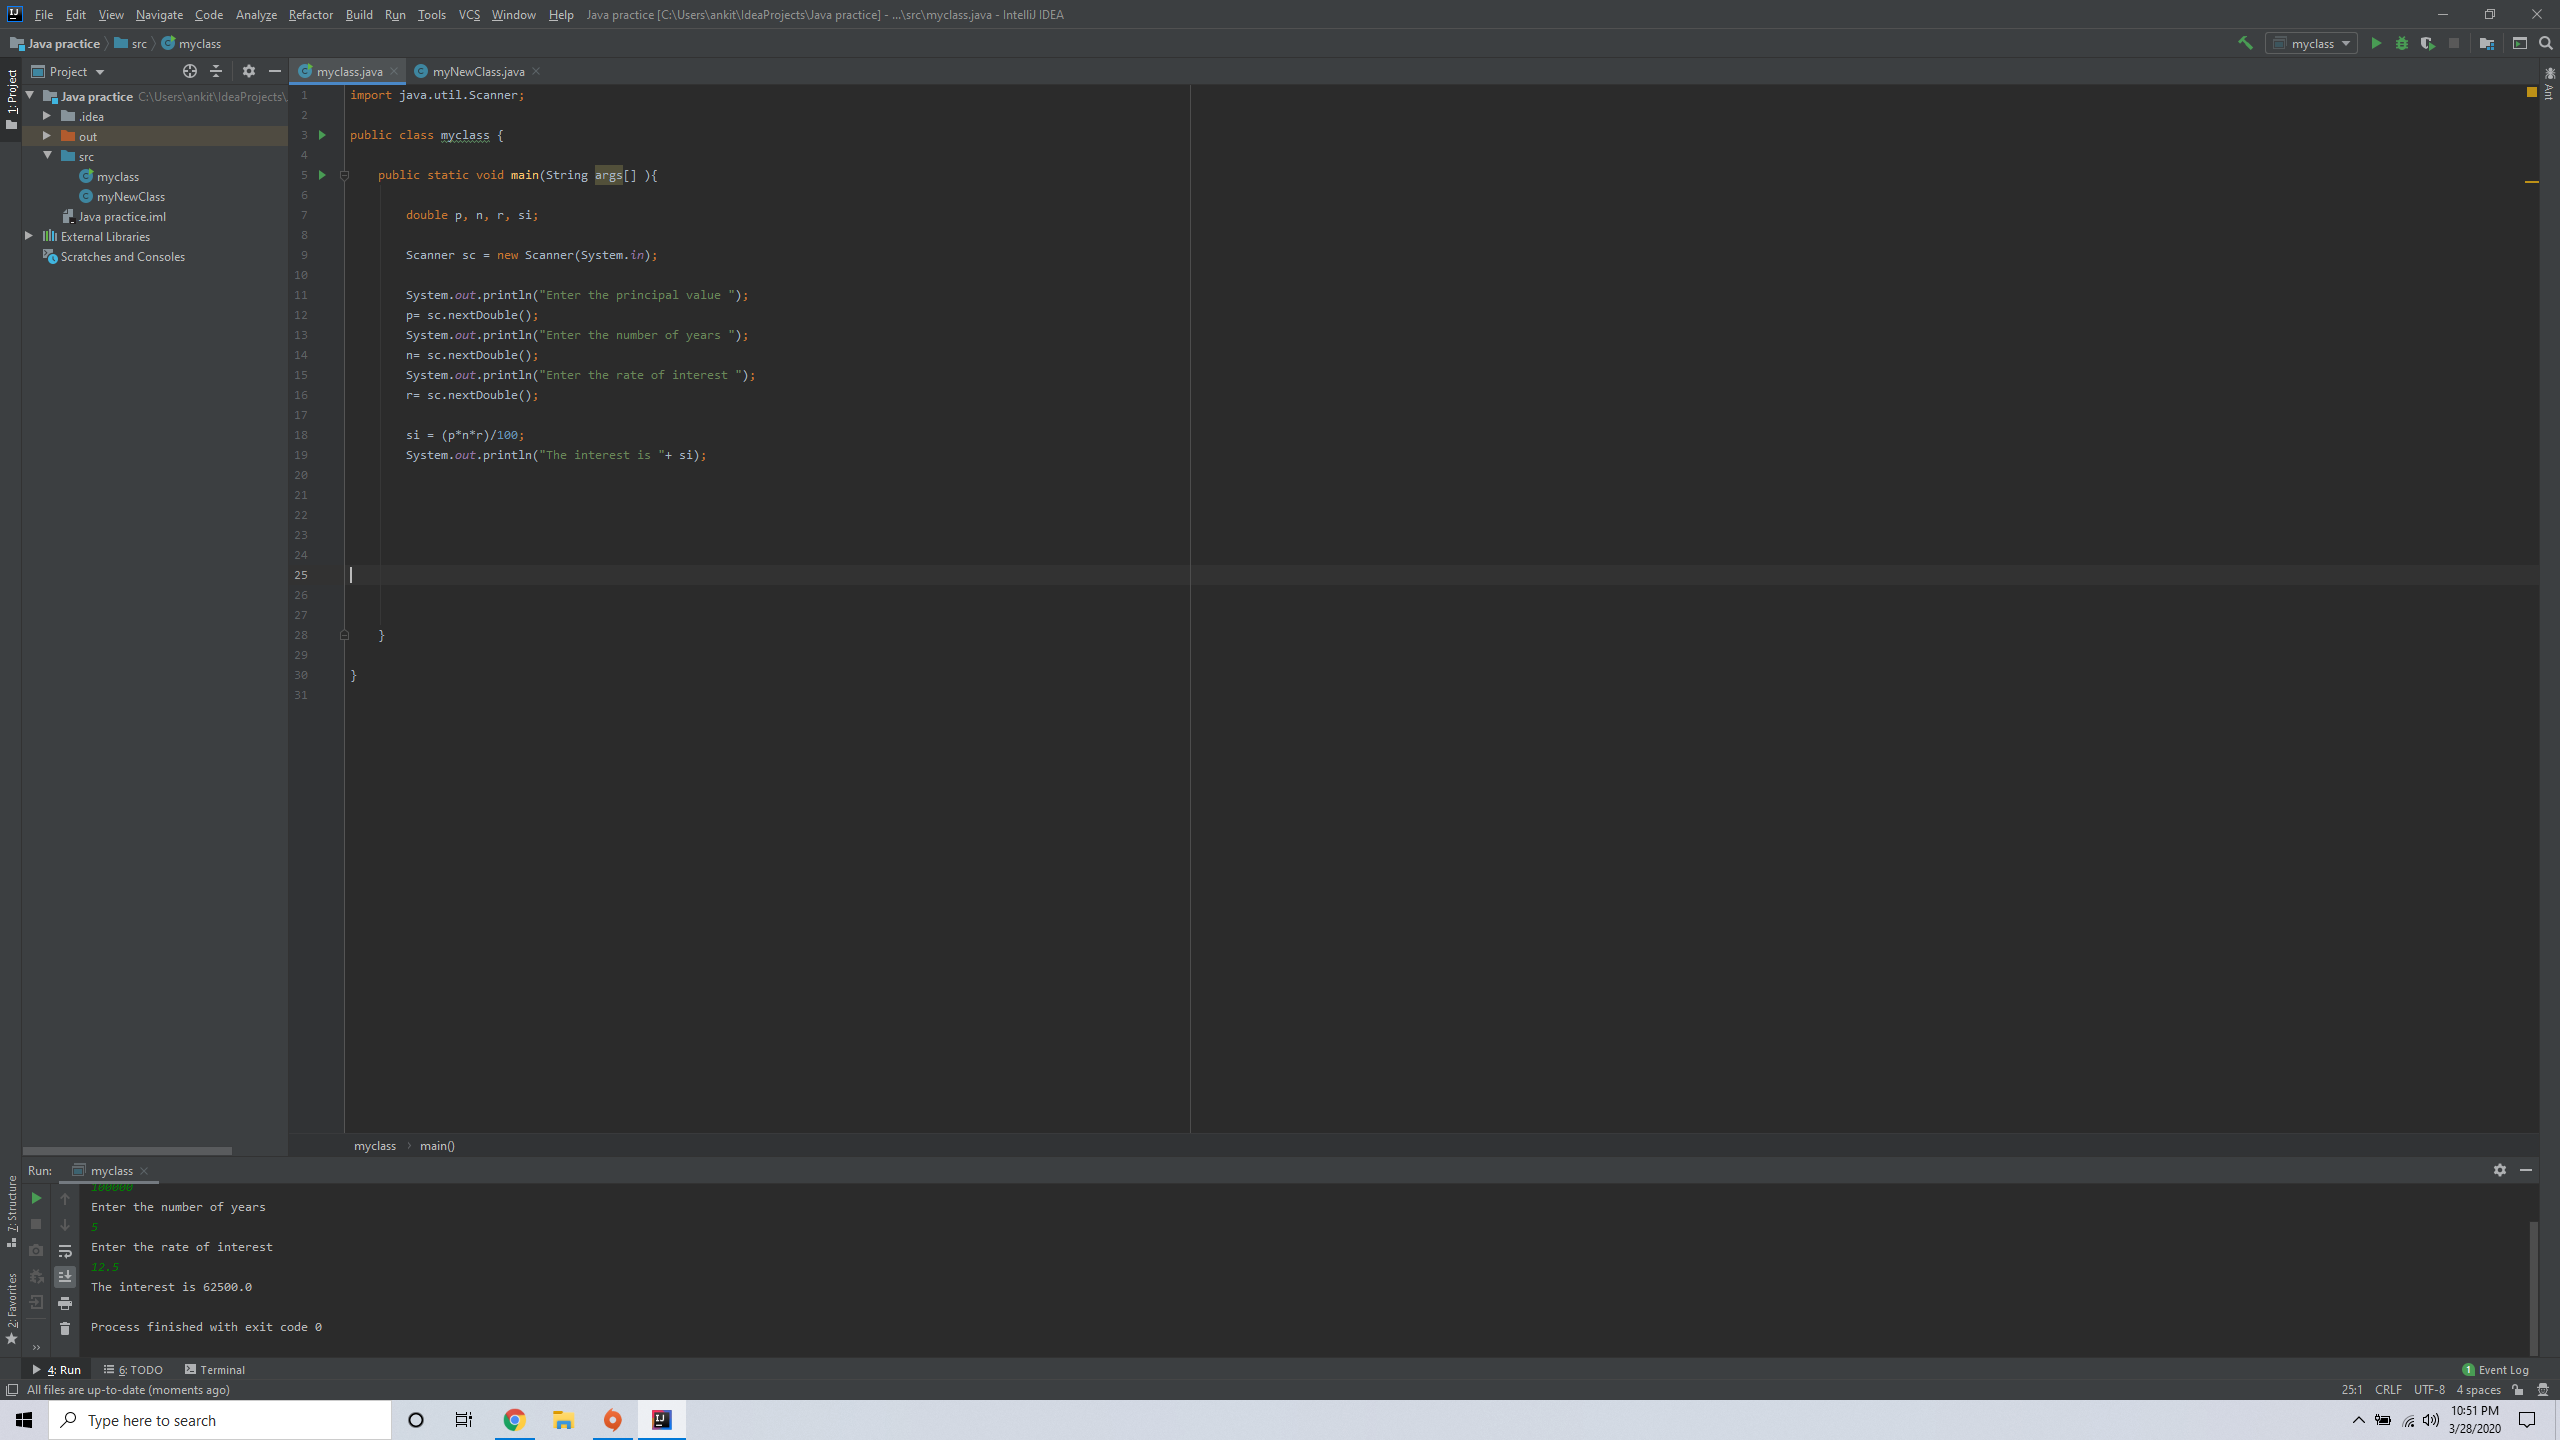 File Edit View Navigate Code Analyze Refactor Build Run Tools VCS Window Help Java practice [C:\Users\ankit\IdeaProjects\Java practice] - ...\src\myclass.java - IntelliJ IDEA
Java practice src myclass
myclass
1: Project
Project
myclass.java myNewClass.java
Ant
Java practice C:\Users\ankit\IdeaProjects\
.idea
out
src
myclass
myNewClass
Java practice.iml
External Libraries
Scratches and Consoles
1 import java.util.Scanner;
2
3 public class myclass {
4
5 public static void main(String args[] ){
6
7 double p, n, r, si;
8
9 Scanner sc = new Scanner(System.in);
10
11 System.out.println("Enter the principal value ");
12 p= sc.nextDouble();
13 System.out.println("Enter the number of years ");
14 n= sc.nextDouble();
15 System.out.println("Enter the rate of interest ");
16 r= sc.nextDouble();
17
18 si = (p*n*r)/100;
19 System.out.println("The interest is "+ si);
20
21
22
23
24
25
26
27
28 }
29
30 }
31
myclass main()
Run: myclass
7: Structure
2: Favorites
100000
Enter the number of years
5
Enter the rate of interest
12.5
The interest is 62500.0
Process finished with exit code 0
4: Run 6: TODO Terminal 1 Event Log
All files are up-to-date (moments ago) 25:1 CRLF UTF-8 4 spaces
Type here to search
10:51 PM
3/28/2020